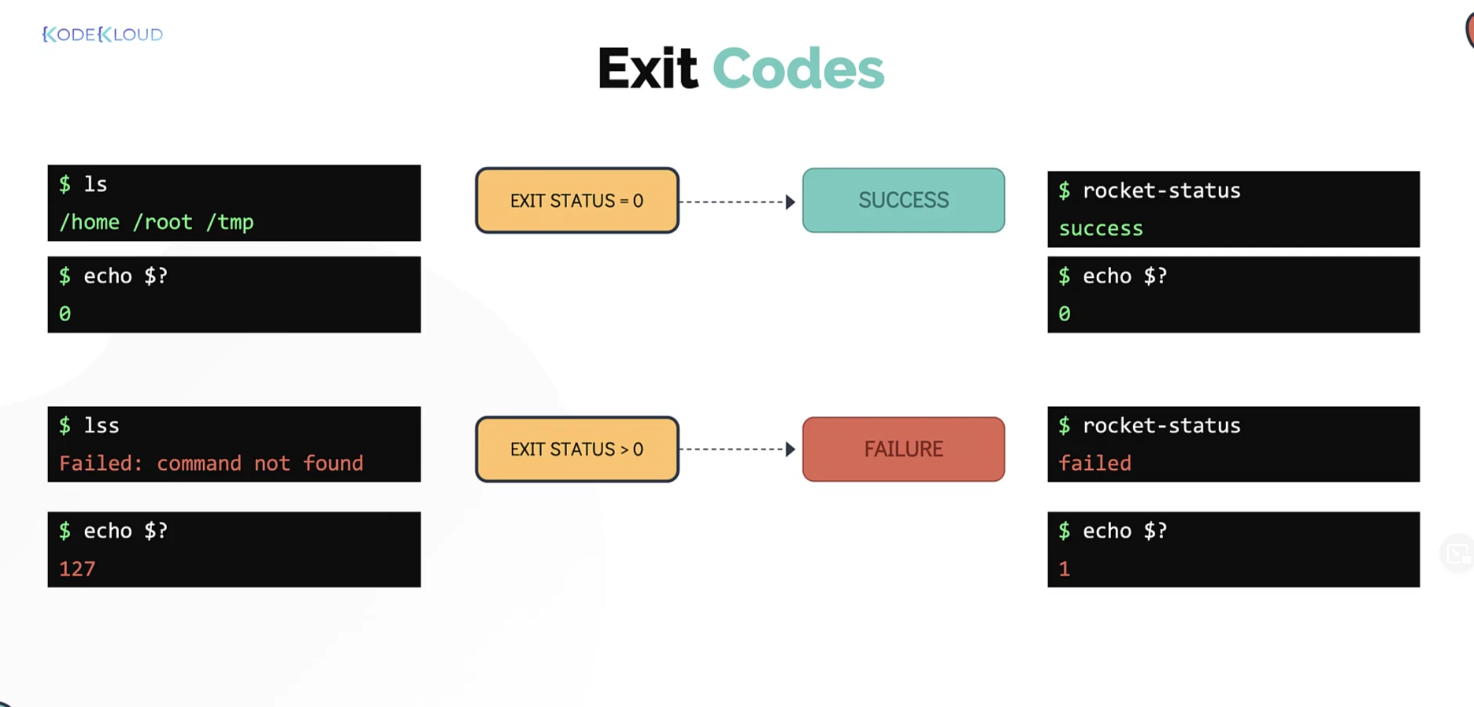 KODEKLOUD
Exit Codes
$ ls
/home /root /tmp
$ echo $?
0
EXIT STATUS = 0
SUCCESS
$ rocket-status
success
$ echo $?
0
$ lss
Failed: command not found
$ echo $?
127
EXIT STATUS > 0
FAILURE
$ rocket-status
failed
$ echo $?
1